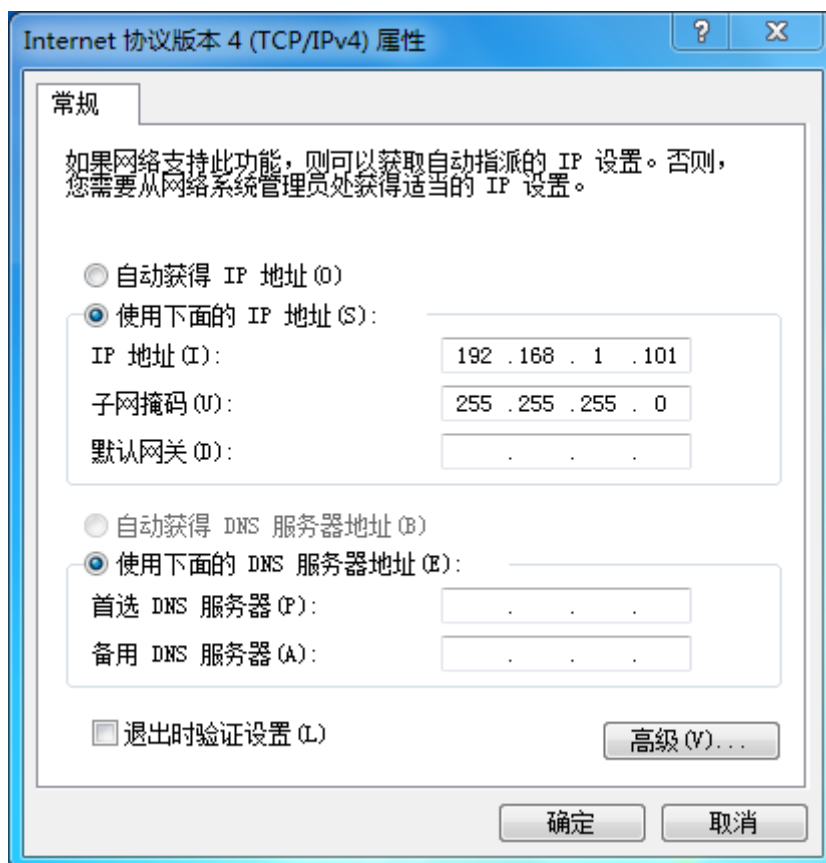 Internet 协议版本 4 (TCP/IPv4) 属性
常规
如果网络支持此功能，则可以获取自动指派的 IP 设置。否则，
您需要从网络系统管理员处获得适当的 IP 设置。
自动获得 IP 地址(O)
使用下面的 IP 地址(S):
IP 地址(I): 192 .168 . 1 .101
子网掩码(U): 255 .255 .255 . 0
默认网关(D): . . .
自动获得 DNS 服务器地址(B)
使用下面的 DNS 服务器地址(E):
首选 DNS 服务器(P): . . .
备用 DNS 服务器(A): . . .
退出时验证设置(L)
高级(V)...
确定 取消